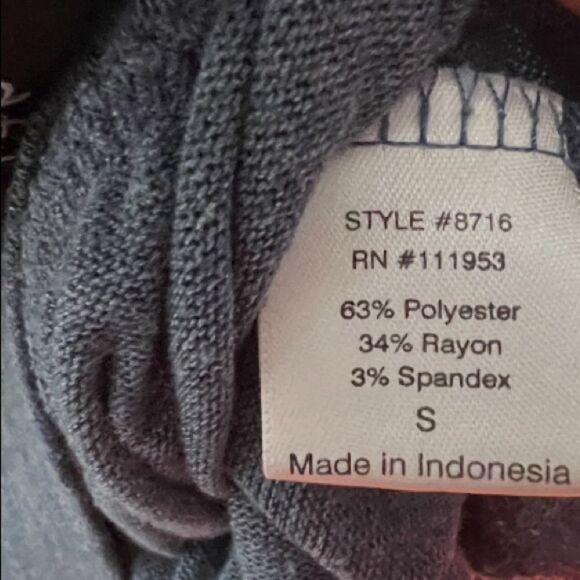 STYLE #8716
RN #111953
63% Polyester
34% Rayon
3% Spandex
S
Made in Indonesia